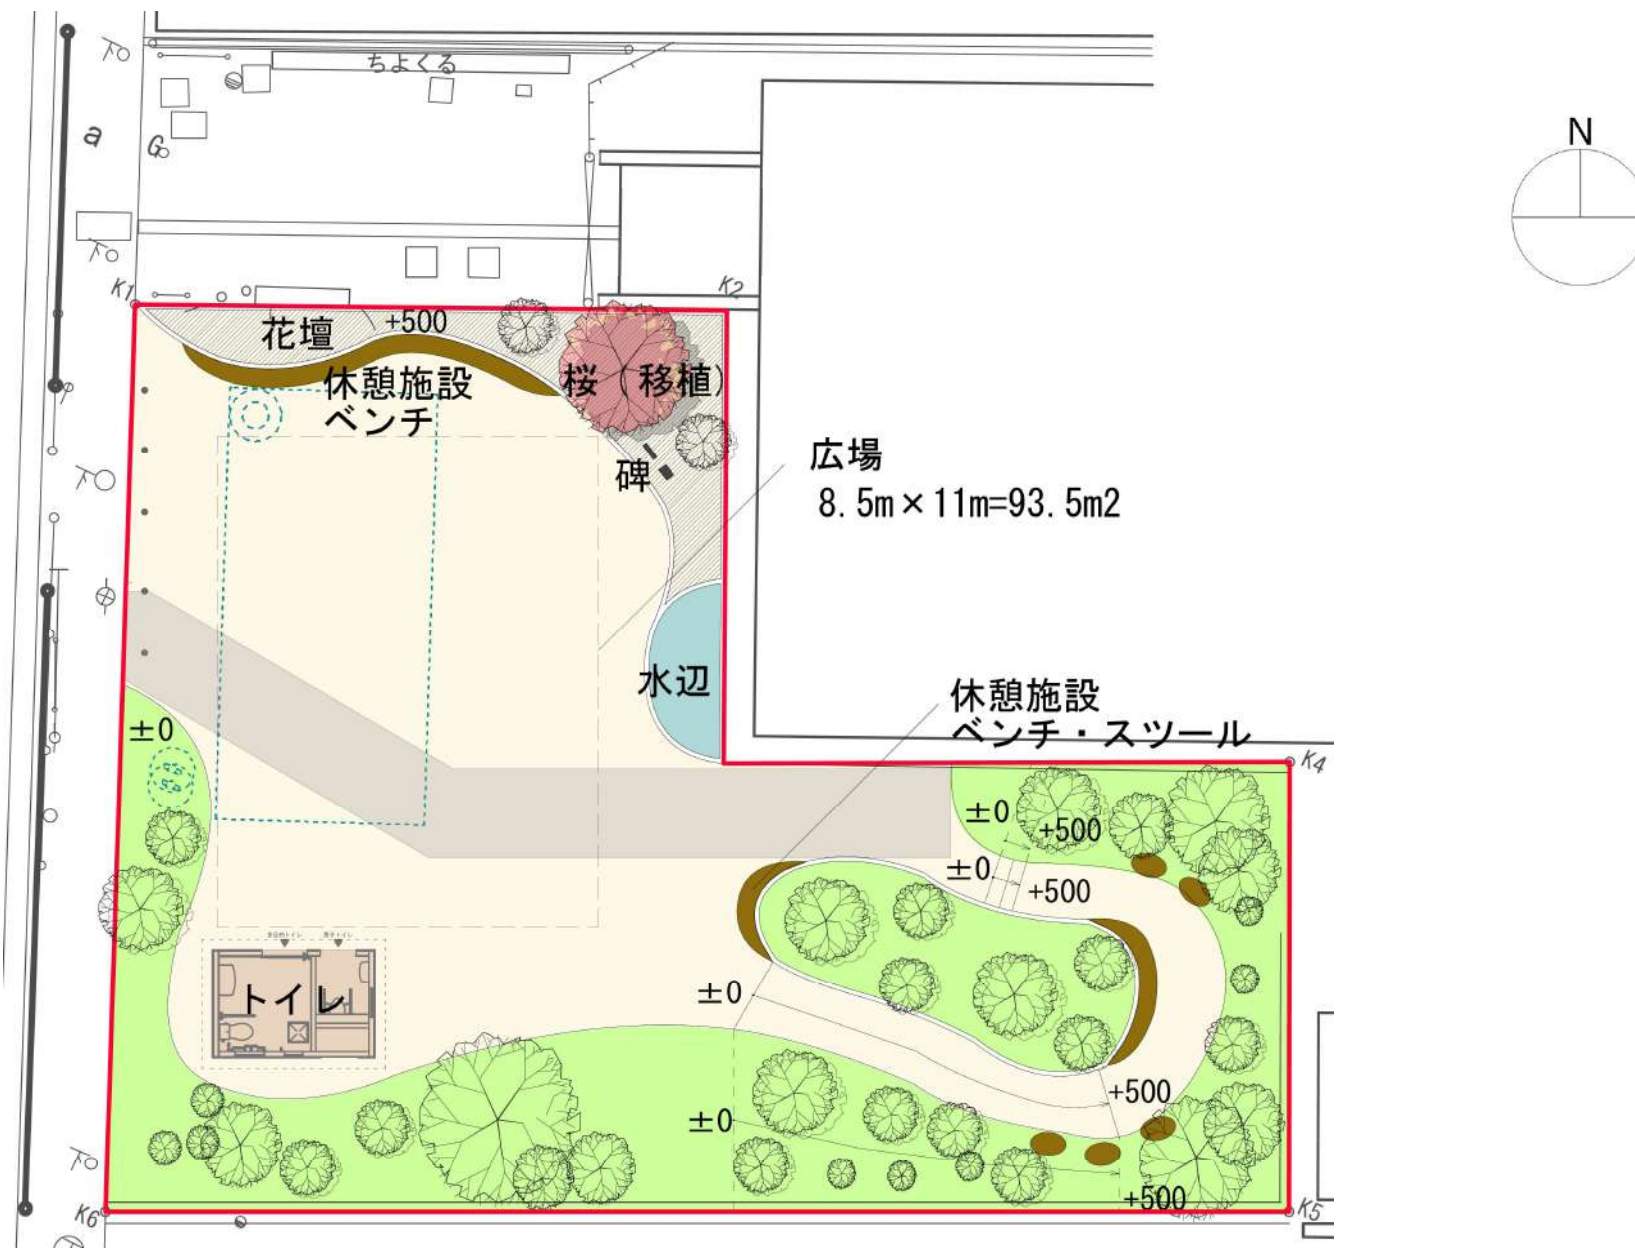 ちよくる
N
a
G
K1
K2
花壇
+500
休憩施設
ベンチ
桜(移植)
碑
広場
8.5m×11m=93.5m2
水辺
休憩施設
ベンチ・スツール
K4
±0
±0
+500
±0
+500
±0
トイレ
+500
±0
+500
K6
K5